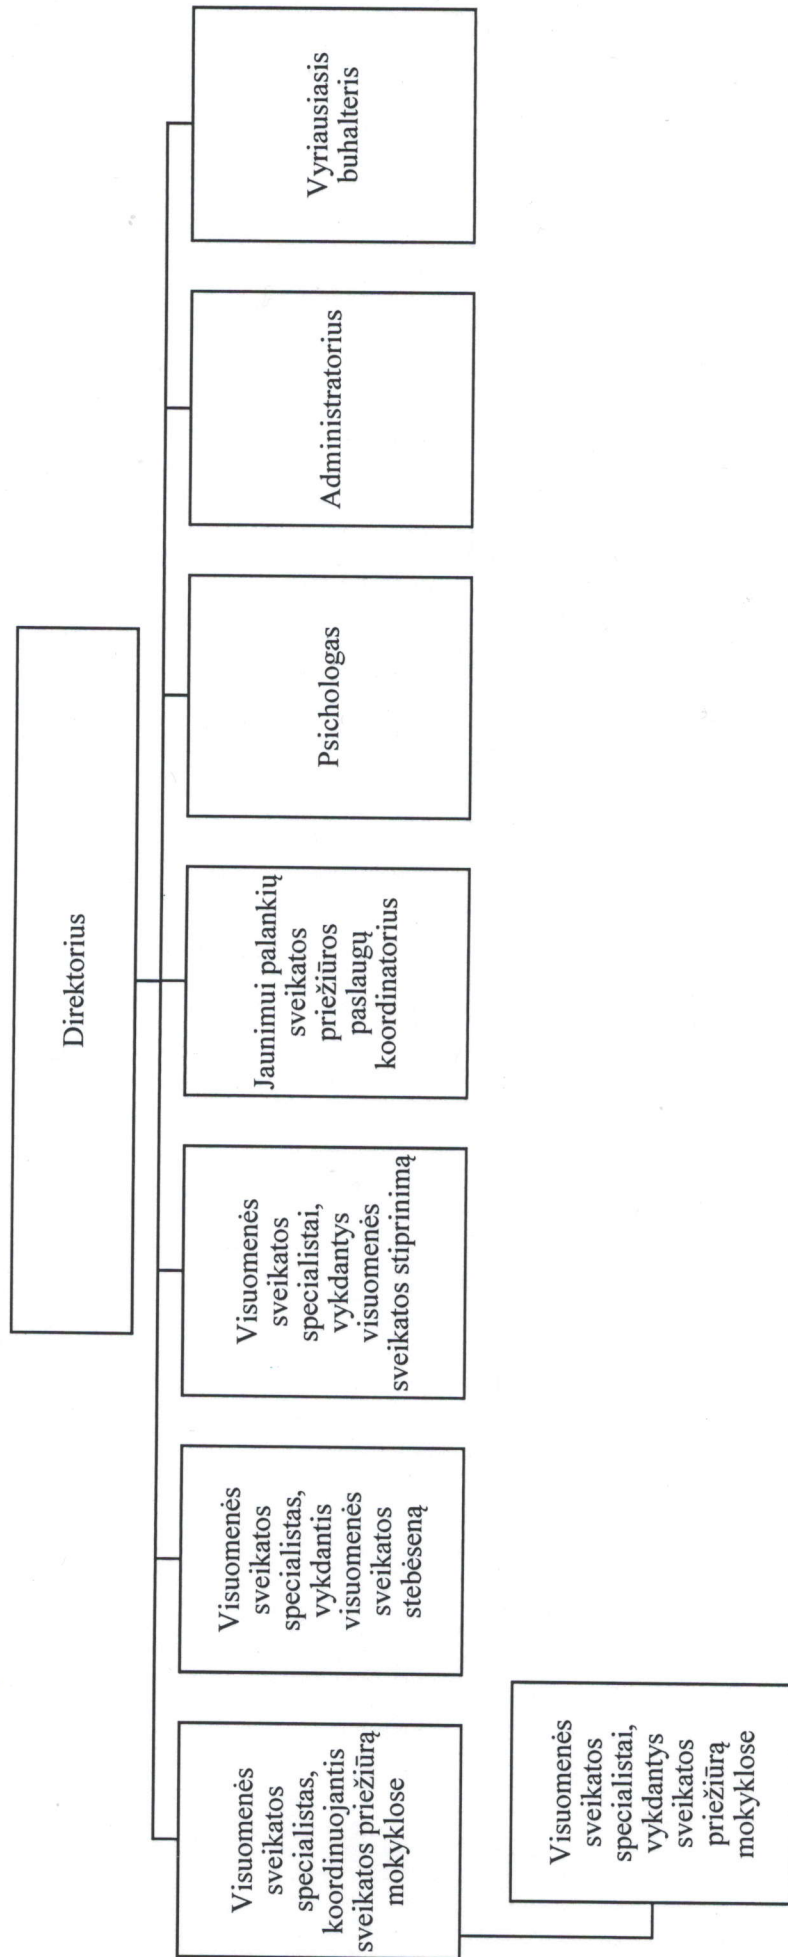 Direktorius
Visuomenės
sveikatos
specialistas,
koordinuojantis
sveikatos priežiūrą
mokyklose
Visuomenės
sveikatos
specialistas,
vykdantis
visuomenės
sveikatos
stebėseną
Visuomenės
sveikatos
specialistai,
vykdantys
visuomenės
sveikatos stiprinimą
Jaunimui palankių
sveikatos
priežiūros
paslaugų
koordinatorius
Psichologas
Administratorius
Vyriausiasis
buhalteris
Visuomenės
sveikatos
specialistai,
vykdantys
sveikatos
priežiūrą
mokyklose